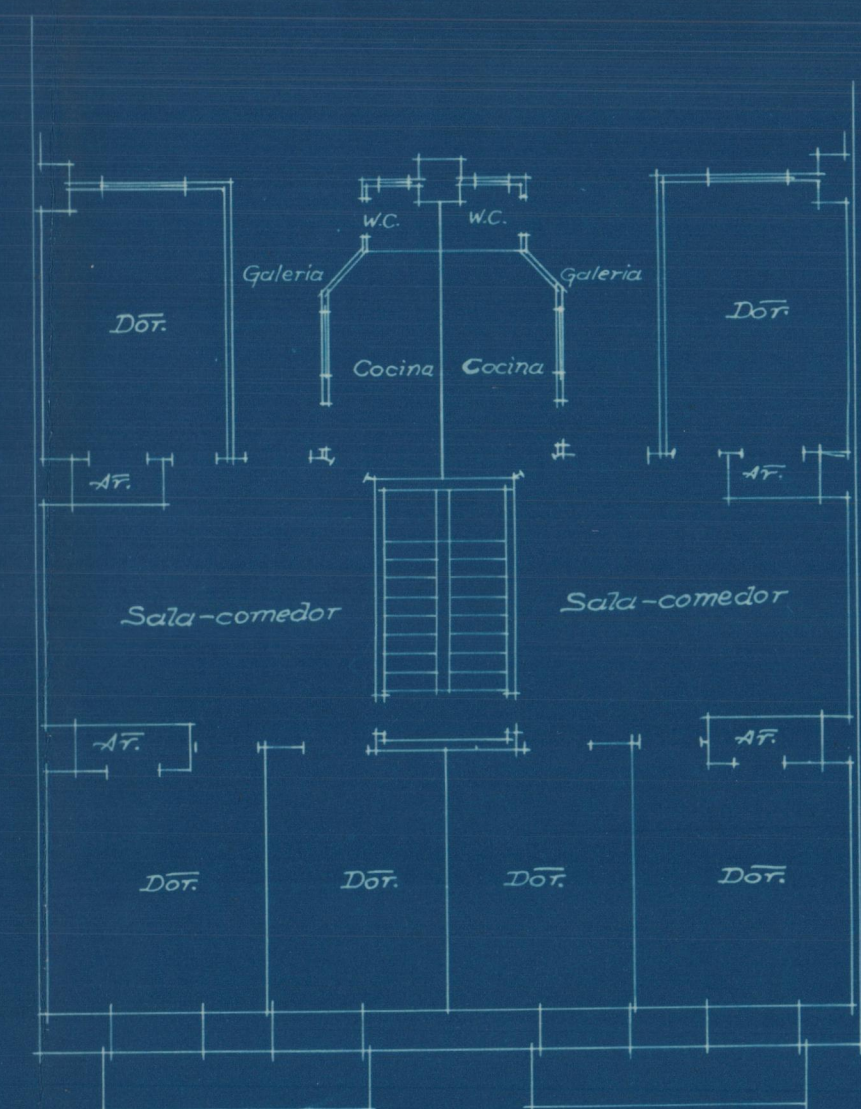 W.C. W.C.
Galeria Galeria
Dor. Dor.
Cocina Cocina
Ar. Ar.
Sala-comedor Sala-comedor
Ar. Ar.
Dor. Dor. Dor. Dor.